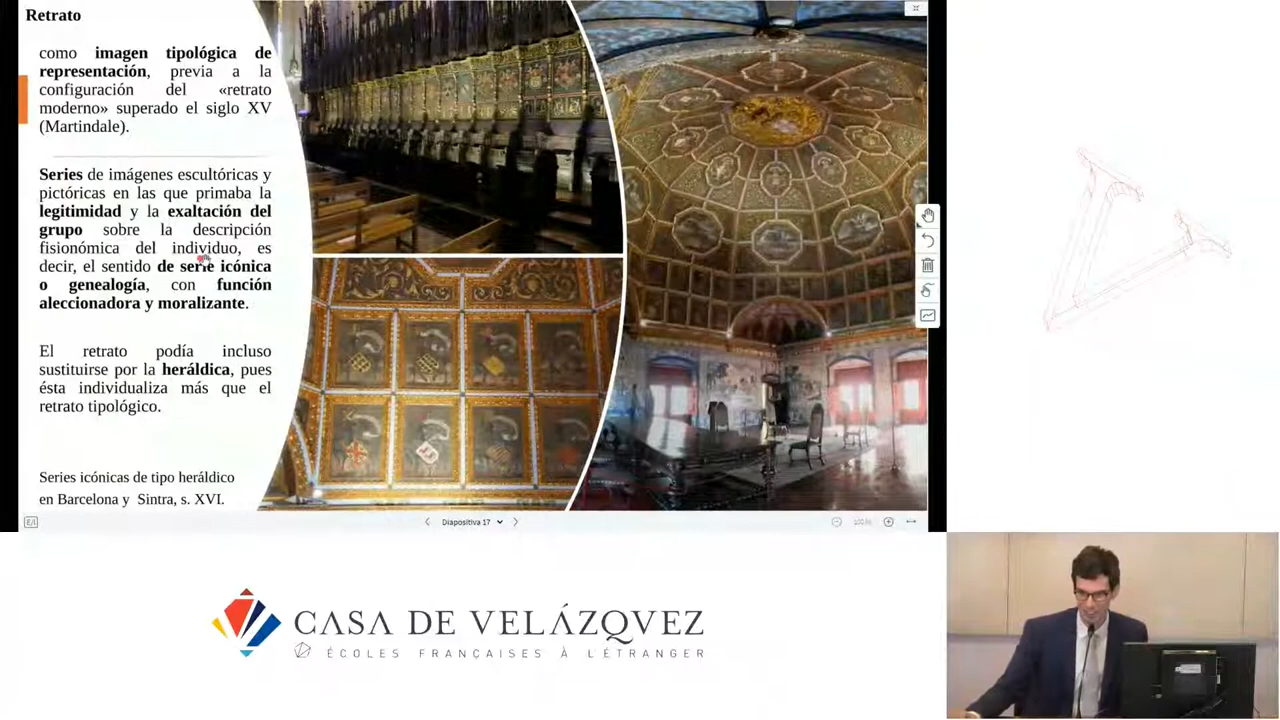 Retrato
como imagen tipológica de
representación, previa a la
configuración del «retrato
moderno» superado el siglo XV
(Martindale).
Series de imágenes escultóricas y
pictóricas en las que primaba la
legitimidad y la exaltación del
grupo sobre la descripción
fisionómica del individuo, es
decir, el sentido de serie icónica
o genealogía, con función
aleccionadora y moralizante.
El retrato podía incluso
sustituirse por la heráldica, pues
ésta individualiza más que el
retrato tipológico.
Series icónicas de tipo heráldico
en Barcelona y Sintra, s. XVI.
Diapositiva 17
CASA DE VELÁZQVEZ
ÉCOLES FRANÇAISES À L'ÉTRANGER